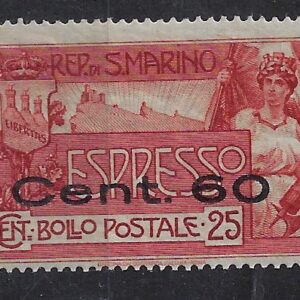 REP. DI S. MARINO
LIBERTAS
ESPRESSO
Cent. 60
CENT. BOLLO POSTALE · 25